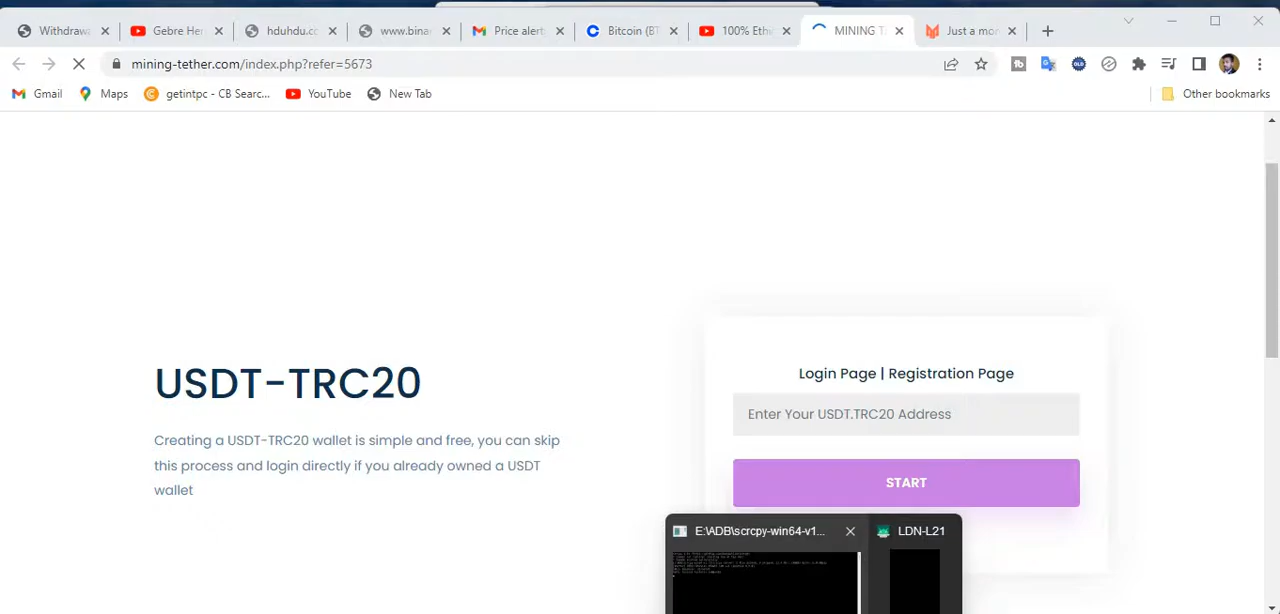 Withdrawa
Gebre Her
hduhdu.cc
www.bina
Price alert
Bitcoin (BT
100% Ethe
MINING T
Just a mo
mining-tether.com/index.php?refer=5673
Gmail
Maps
getintpc - CB Searc...
YouTube
New Tab
Other bookmarks
USDT-TRC20
Creating a USDT-TRC20 wallet is simple and free, you can skip
this process and login directly if you already owned a USDT
wallet
Login Page | Registration Page
Enter Your USDT.TRC20 Address
START
E:\ADB\scrcpy-win64-v1...
LDN-L21